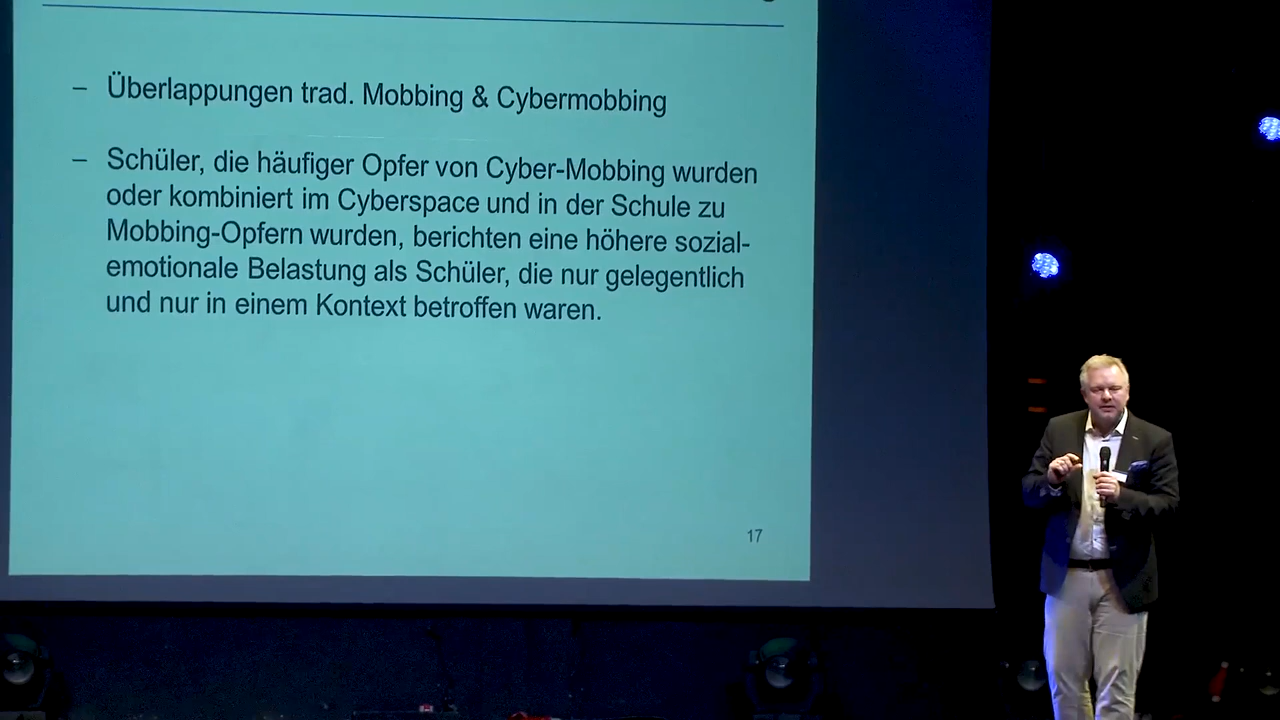 – Überlappungen trad. Mobbing & Cybermobbing
– Schüler, die häufiger Opfer von Cyber-Mobbing wurden
oder kombiniert im Cyberspace und in der Schule zu
Mobbing-Opfern wurden, berichten eine höhere sozial-
emotionale Belastung als Schüler, die nur gelegentlich
und nur in einem Kontext betroffen waren.
17